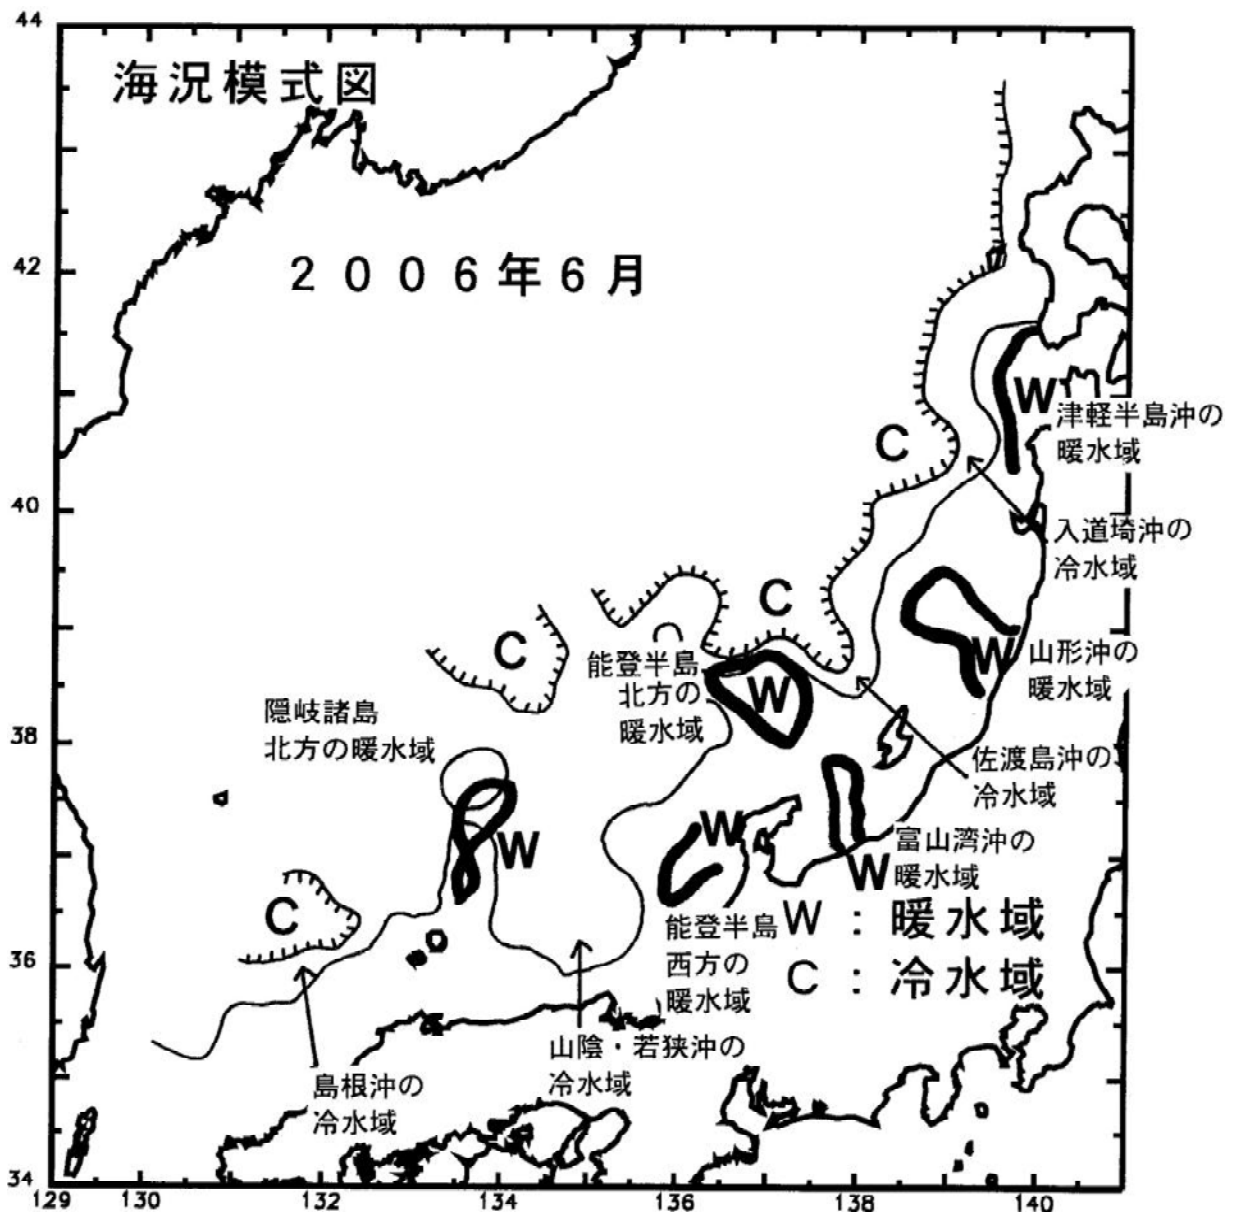 44
海況模式図
2006年6月
42
W
津軽半島沖の
暖水域
C
40
入道埼沖の
冷水域
C
C
能登半島
北方の
暖水域
W
W
山形沖の
暖水域
隠岐諸島
北方の暖水域
38
佐渡島沖の
冷水域
W
W
富山湾沖の
W
暖水域
C
能登半島
西方の
暖水域
W : 暖水域
C : 冷水域
36
山陰・若狭沖の
冷水域
島根沖の
冷水域
34
129
130
132
134
136
138
140